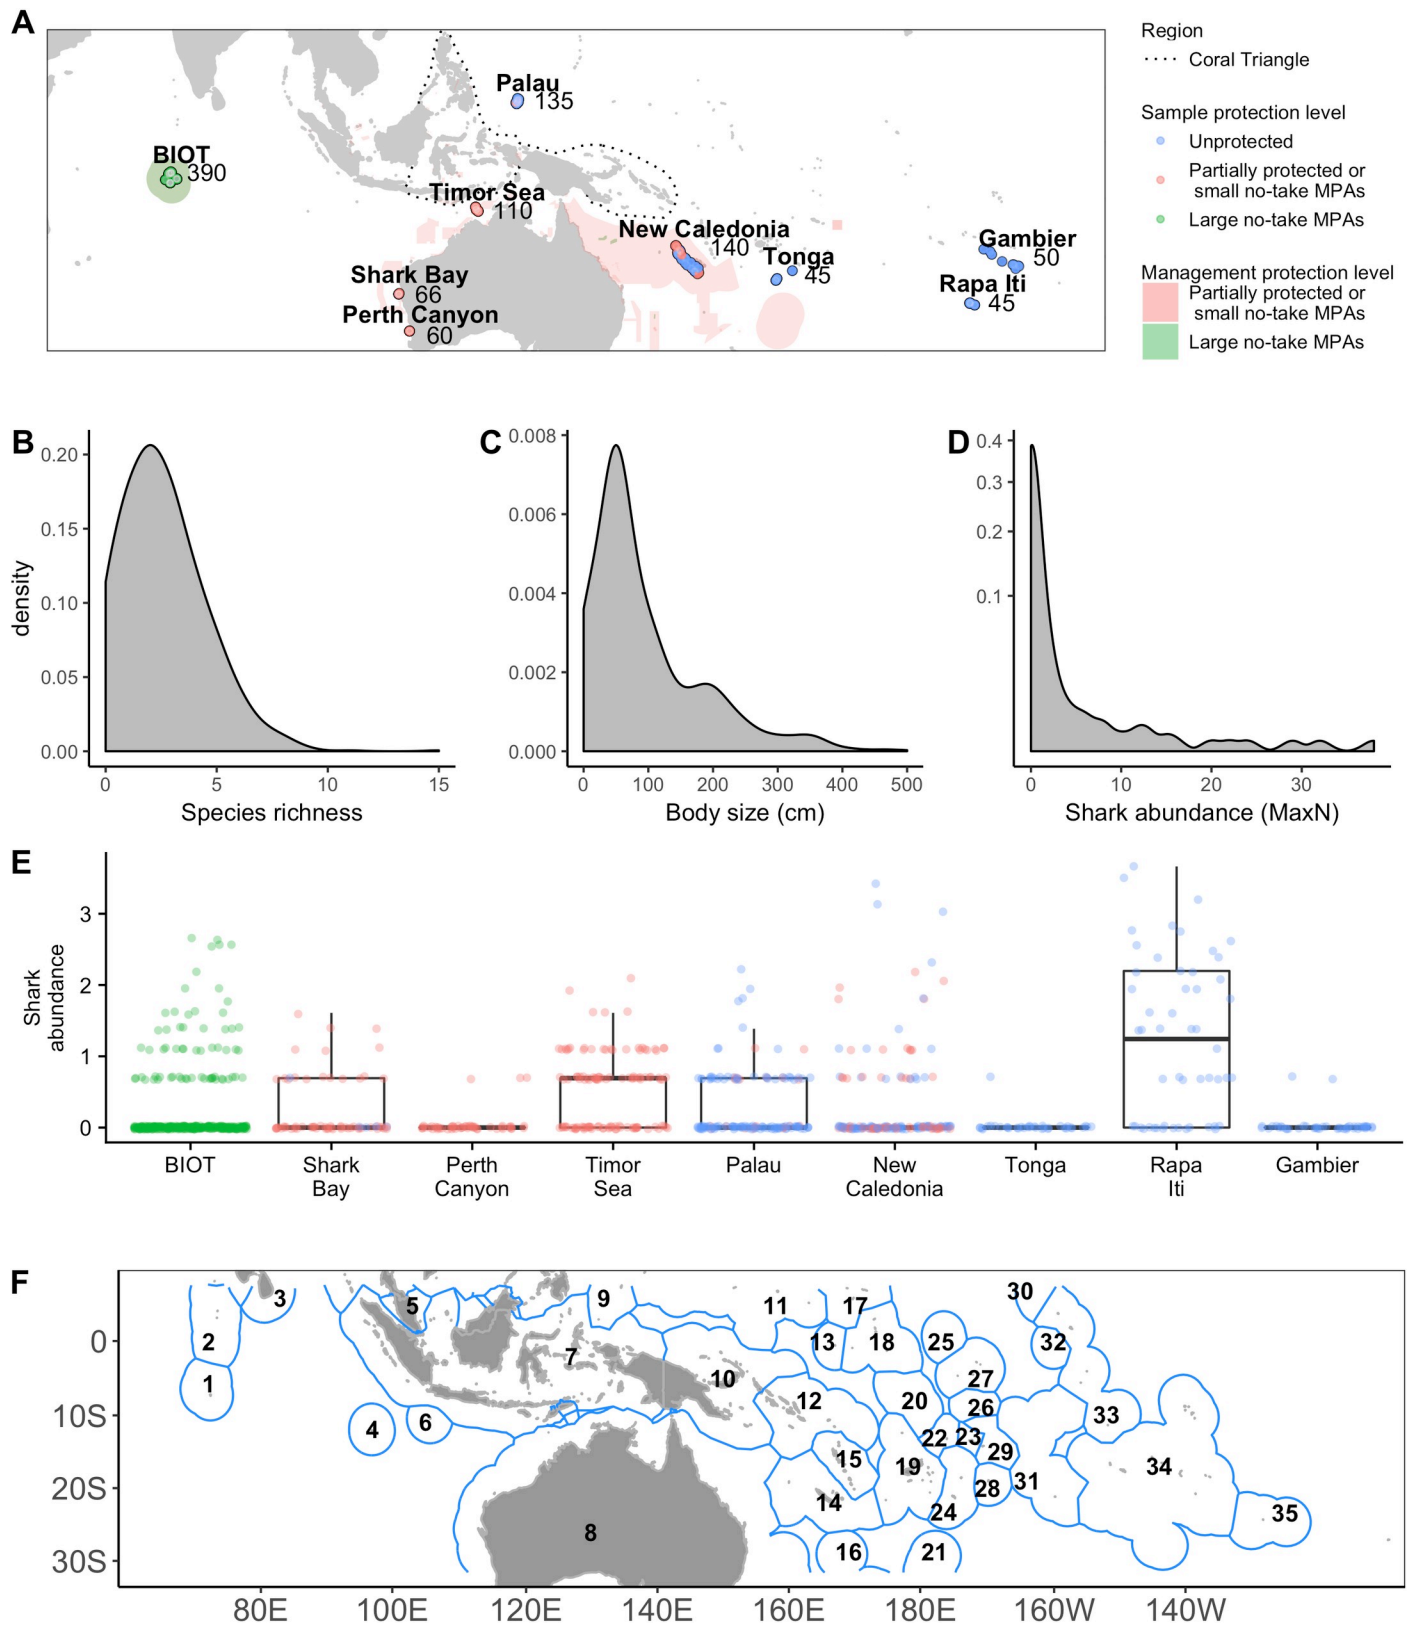 A
Palau
135
BIOT
390
Timor Sea
110
New Caledonia
140
Tonga
45
Gambier
50
Shark Bay
66
Rapa Iti
45
Perth Canyon
60
Region
Coral Triangle
Sample protection level
Unprotected
Partially protected or
small no-take MPAs
Large no-take MPAs
Management protection level
Partially protected or
small no-take MPAs
Large no-take MPAs
B
density
0.20
0.15
0.10
0.05
0.00
0 5 10 15
Species richness
C
0.008
0.006
0.004
0.002
0.000
0 100 200 300 400 500
Body size (cm)
D
0.4
0.3
0.2
0.1
0 10 20 30
Shark abundance (MaxN)
E
Shark
abundance
3
2
1
0
BIOT
Shark
Bay
Perth
Canyon
Timor
Sea
Palau
New
Caledonia
Tonga
Rapa
Iti
Gambier
F
0
10S
20S
30S
1
2
3
4
5
6
7
8
9
10
11
12
13
14
15
16
17
18
19
20
21
22
23
24
25
26
27
28
29
30
31
32
33
34
35
80E 100E 120E 140E 160E 180E 160W 140W